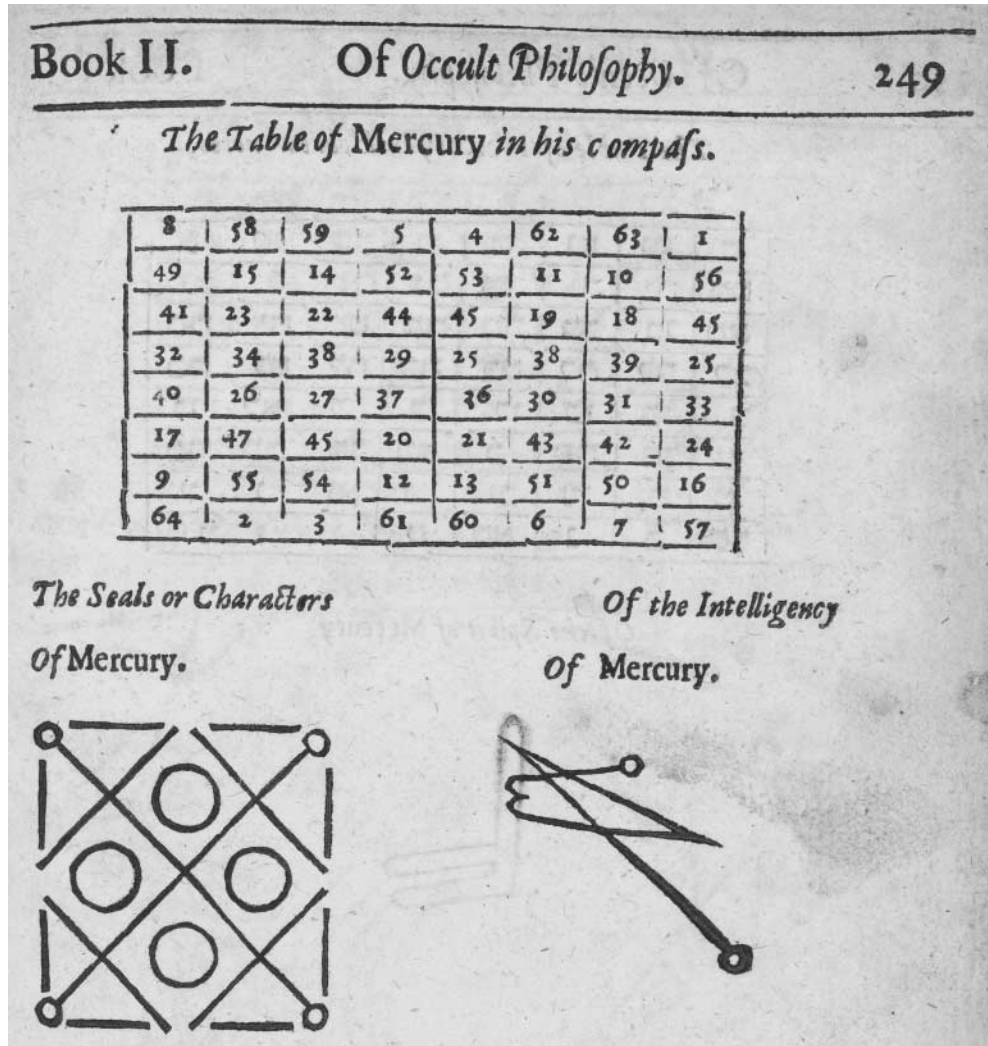 Book II. Of Occult Philoſophy. 249
The Table of Mercury in his c ompaſs.
8 58 59 5 4 62 63 1
49 15 14 52 53 11 10 56
41 23 22 44 45 19 18 45
32 34 38 29 25 38 39 25
40 26 27 37 36 30 31 33
17 47 45 20 21 43 42 24
9 55 54 12 13 51 50 16
64 2 3 61 60 6 7 57
The Seals or Characters Of the Intelligency
Of Mercury. Of Mercury.